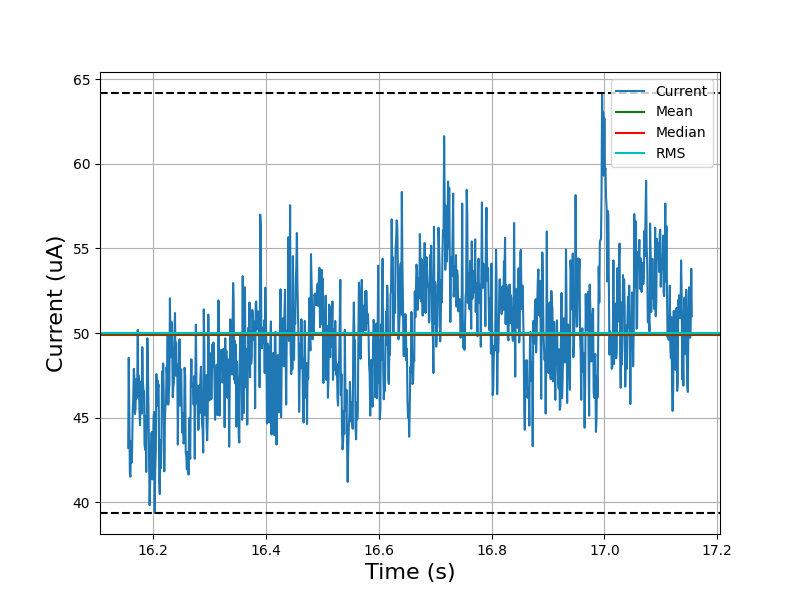 65
60
55
50
45
40
Current (uA)
Current
Mean
Median
RMS
16.2
16.4
16.6
16.8
17.0
17.2
Time (s)